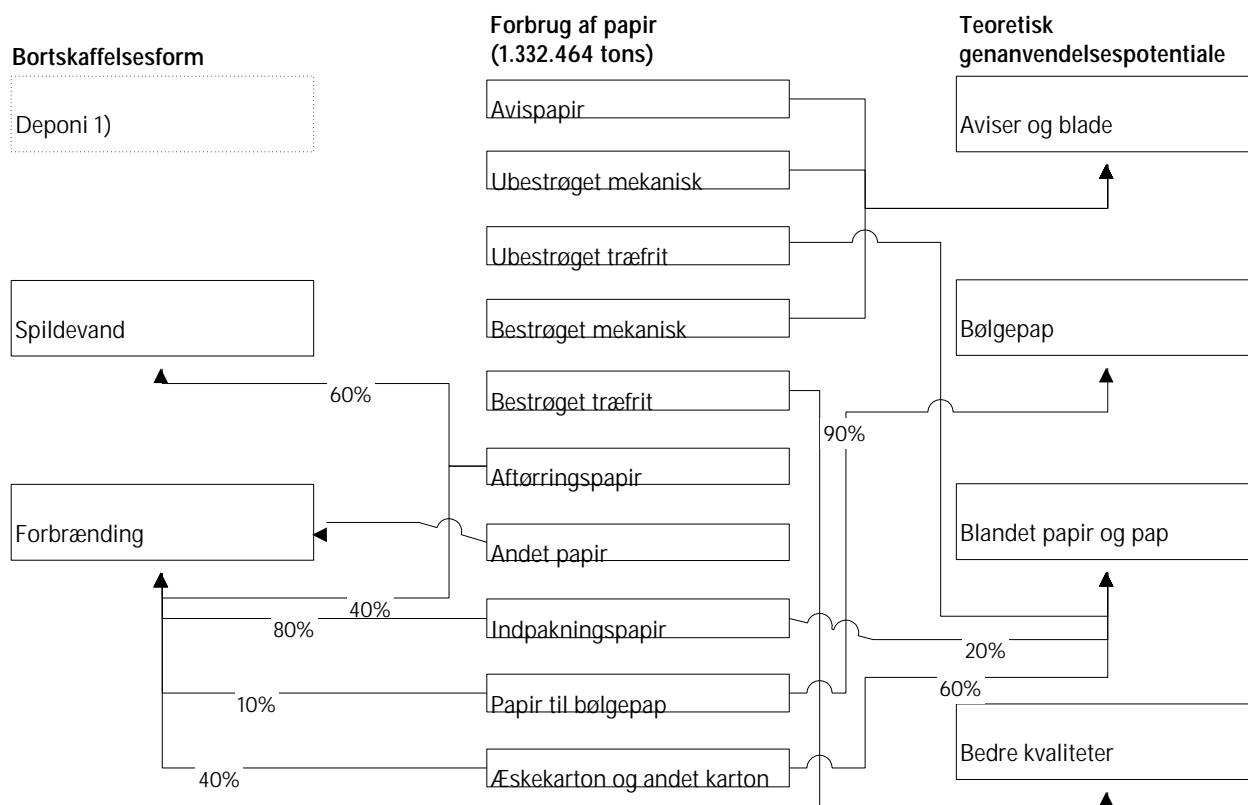 Bortskaffelsesform
Deponi 1)
Spildevand
60%
Forbrænding
40%
80%
10%
40%
Forbrug af papir
(1.332.464 tons)
Avispapir
Ubestrøget mekanisk
Ubestrøget træfrit
Bestrøget mekanisk
Bestrøget træfrit
Aftørringspapir
Andet papir
Indpakningspapir
Papir til bølgepap
Æskekarton og andet karton
Teoretisk
genanvendelsespotentiale
Aviser og blade
Bølgepap
90%
Blandet papir og pap
20%
60%
Bedre kvaliteter